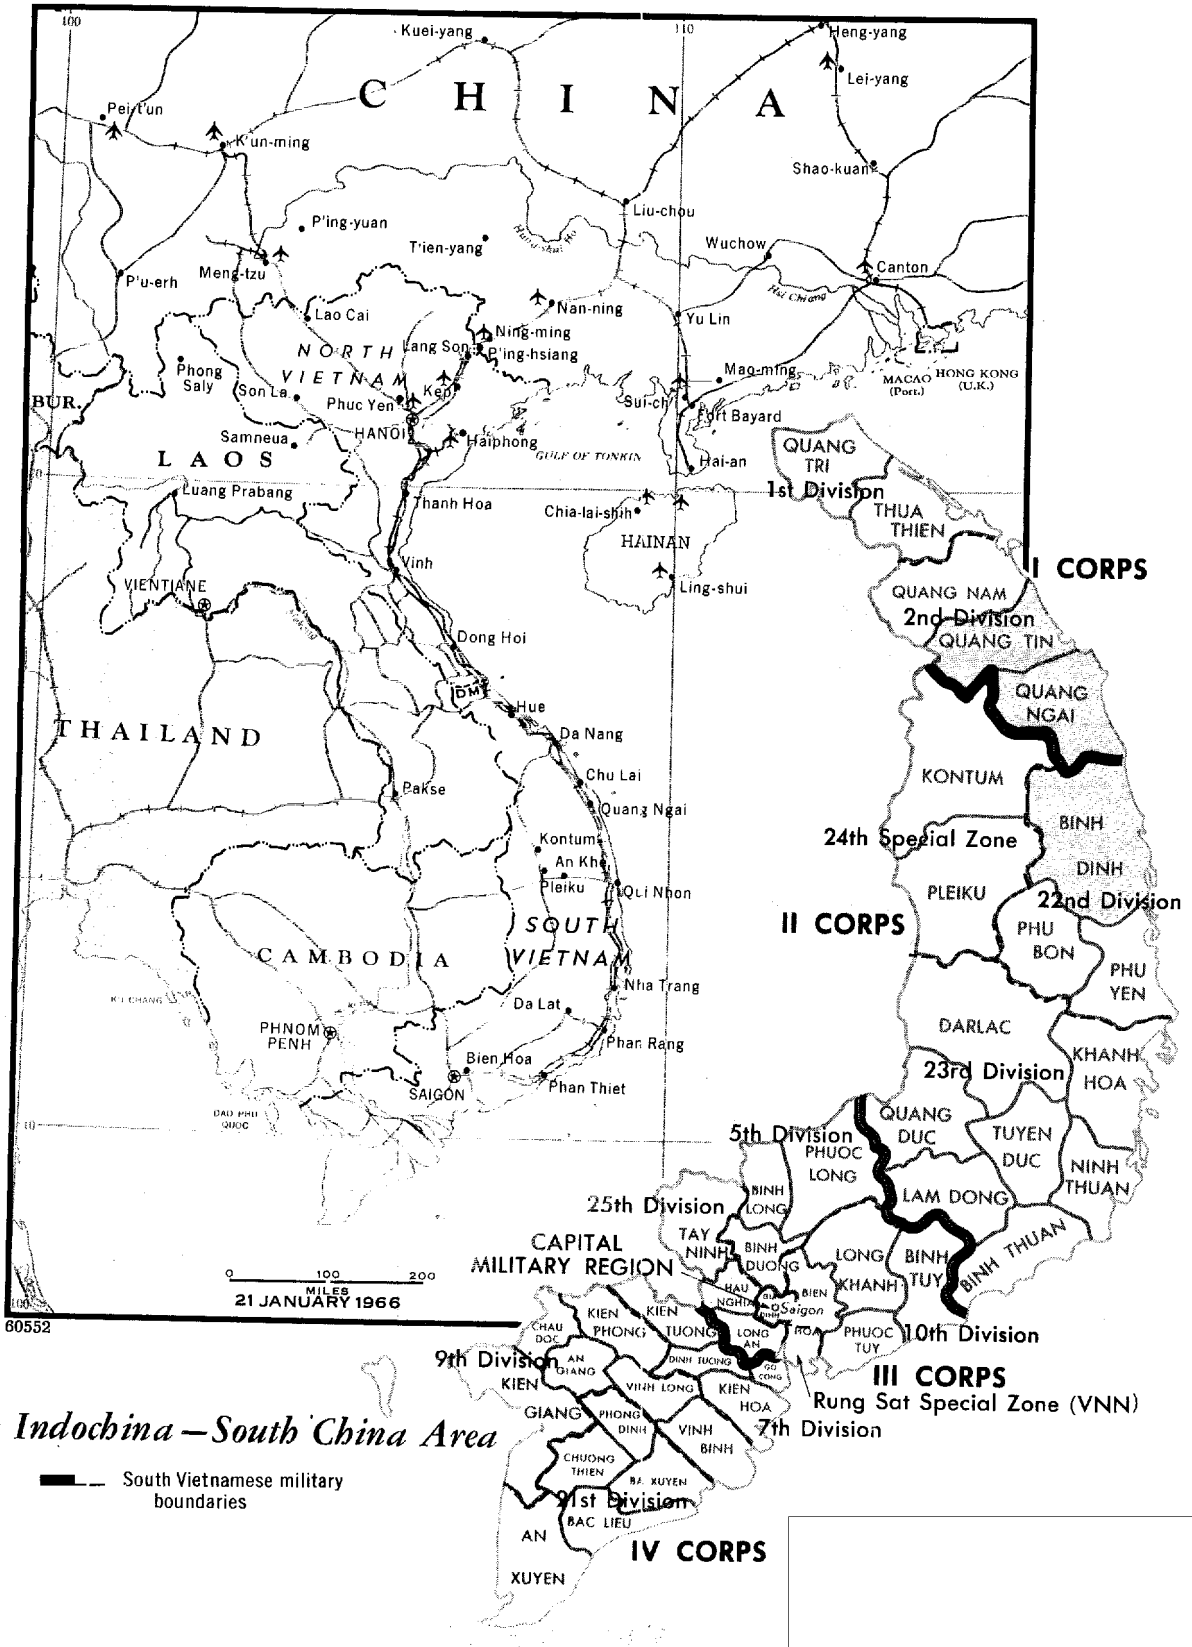 100
110
Kuei-yang
Heng-yang
CHINA
Lei-yang
Pei-t'un
K'un-ming
Shao-kuan
P'ing-yuan
Liu-chou
T'ien-yang
Wuchow
Meng-tzu
P'u-erh
Canton
Hsi Chiang
Nan-ning
Lao Cai
Yu Lin
Ning-ming
NORTH
VIETNAM
Lang Son
P'ing-hsiang
Phong
Saly
Mao-ming
MACAO
(Port.)
HONG KONG
(U.K.)
Son La
Kep
BUR.
Phuc Yen
Fort Bayard
HANOI
Samneua
Haiphong
GULF OF TONKIN
LAOS
Hai-an
Luang Prabang
Thanh Hoa
Chia-lai-shih
HAINAN
Vinh
VIENTIANE
Ling-shui
Dong Hoi
DM
Hue
THAILAND
Da Nang
Chu Lai
Pakse
Quang Ngai
Kontum
An Khe
Pleiku
Qui Nhon
SOUTH
VIETNAM
CAMBODIA
Nha Trang
Da Lat
PHNOM
PENH
Phan Rang
Bien Hoa
SAIGON
Phan Thiet
DAO PHU
QUOC
10
0 100 200
MILES
21 JANUARY 1966
100
60552
QUANG
TRI
1st Division
THUA
THIEN
I CORPS
QUANG NAM
2nd Division
QUANG TIN
QUANG
NGAI
KONTUM
BINH
DINH
24th Special Zone
PLEIKU
22nd Division
II CORPS
PHU
BON
PHU
YEN
DARLAC
KHANH
HOA
23rd Division
QUANG
DUC
TUYEN
DUC
5th Division
PHUOC
LONG
NINH
THUAN
BINH
LONG
LAM DONG
25th Division
TAY
NINH
BINH
DUONG
LONG
KHANH
BINH
TUY
BINH THUAN
CAPITAL
MILITARY REGION
HAU
NGHIA
BIEN
HOA
Saigon
KIEN
PHONG
KIEN
TUONG
LONG
AN
PHUOC
TUY
10th Division
CHAU
DOC
9th Division
AN
GIANG
DINH TUONG
GO
CONG
III CORPS
KIEN
GIANG
VINH LONG
KIEN
HOA
Rung Sat Special Zone (VNN)
PHONG
DINH
VINH
BINH
7th Division
CHUONG
THIEN
BA XUYEN
21st Division
BAC LIEU
AN
XUYEN
IV CORPS
Indochina—South China Area
South Vietnamese military
boundaries